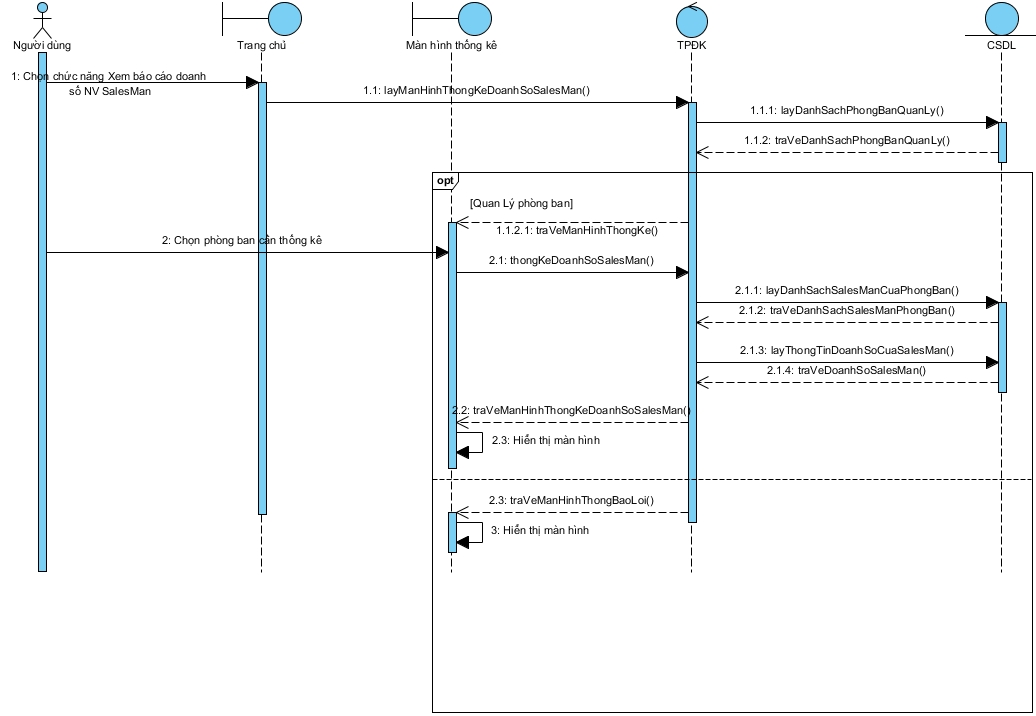 Người dùng
Trang chủ
Màn hình thống kê
TPĐK
CSDL
1: Chọn chức năng Xem báo cáo doanh
số NV SalesMan
1.1: layManHinhThongKeDoanhSoSalesMan()
1.1.1: layDanhSachPhongBanQuanLy()
1.1.2: traVeDanhSachPhongBanQuanLy()
opt
[Quan Lý phòng ban]
1.1.2.1: traVeManHinhThongKe()
2: Chọn phòng ban cần thống kê
2.1: thongKeDoanhSoSalesMan()
2.1.1: layDanhSachSalesManCuaPhongBan()
2.1.2: traVeDanhSachSalesManPhongBan()
2.1.3: layThongTinDoanhSoCuaSalesMan()
2.1.4: traVeDoanhSoSalesMan()
2.2: traVeManHinhThongKeDoanhSoSalesMan()
2.3: Hiển thị màn hình
2.3: traVeManHinhThongBaoLoi()
3: Hiển thị màn hình